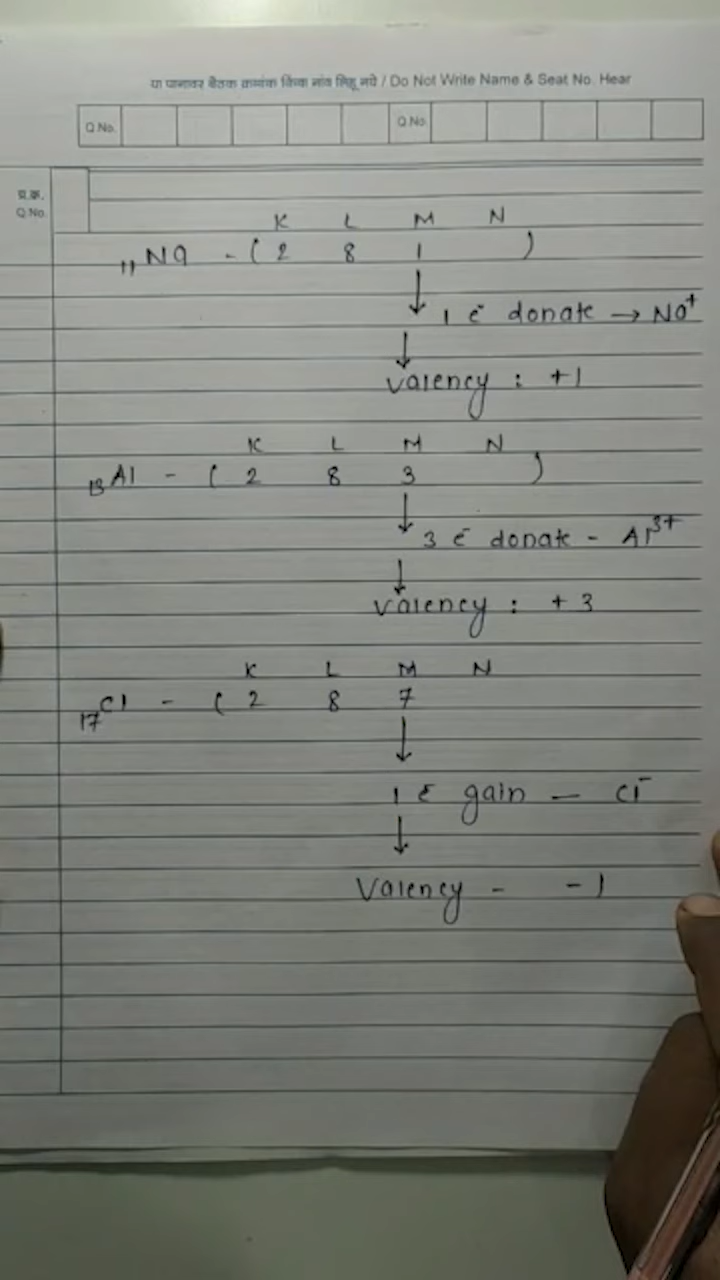 या पानावर बैठक क्रमांक किंवा नांव लिहू नये / Do Not Write Name & Seat No. Hear
Q.No. Q.No.
प्र.क्र.
Q.No.
K L M N
₁₁Na - ( 2 8 1 )
↓
1 e⁻ donate → Na⁺
↓
Valency : +1
K L M N
₁₃Al - ( 2 8 3 )
↓
3 e⁻ donate - Al³⁺
↓
Valency : +3
K L M N
₁₇Cl - ( 2 8 7
↓
1 e⁻ gain - Cl⁻
↓
Valency - -1